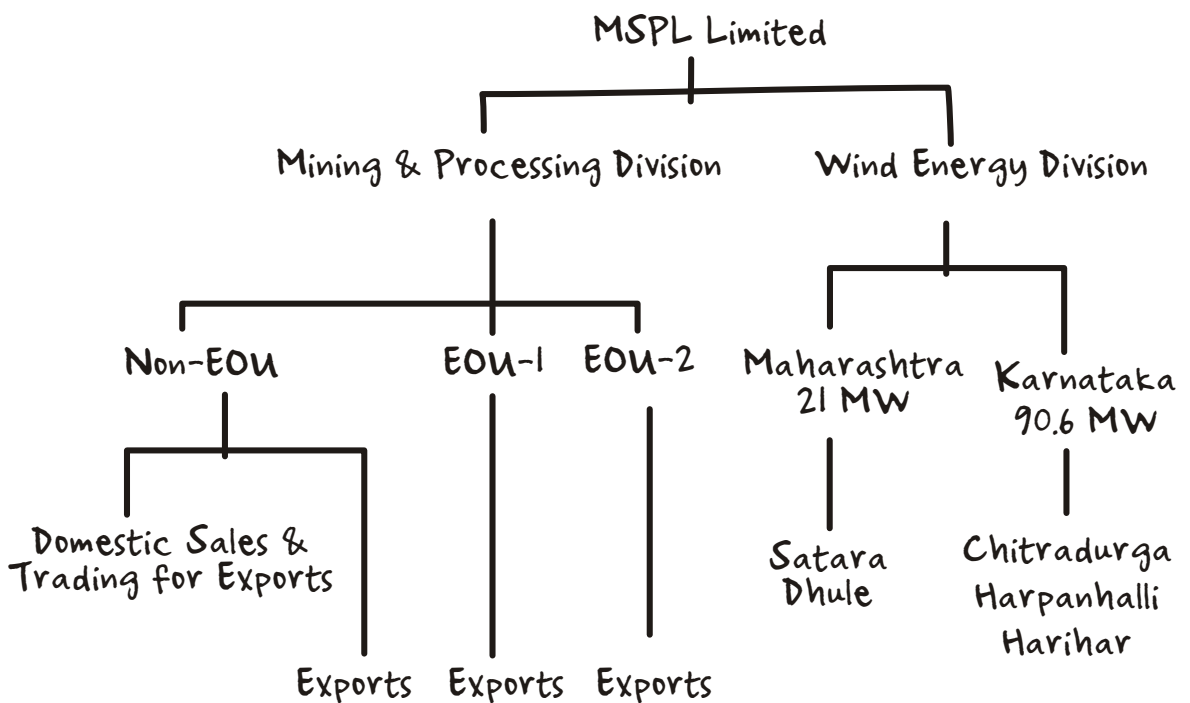 MSPL Limited
Mining & Processing Division
Wind Energy Division
Non-EOU
EOU-1
EOU-2
Maharashtra
21 MW
Karnataka
90.6 MW
Domestic Sales &
Trading for Exports
Satara
Dhule
Chitradurga
Harpanhalli
Harihar
Exports
Exports
Exports